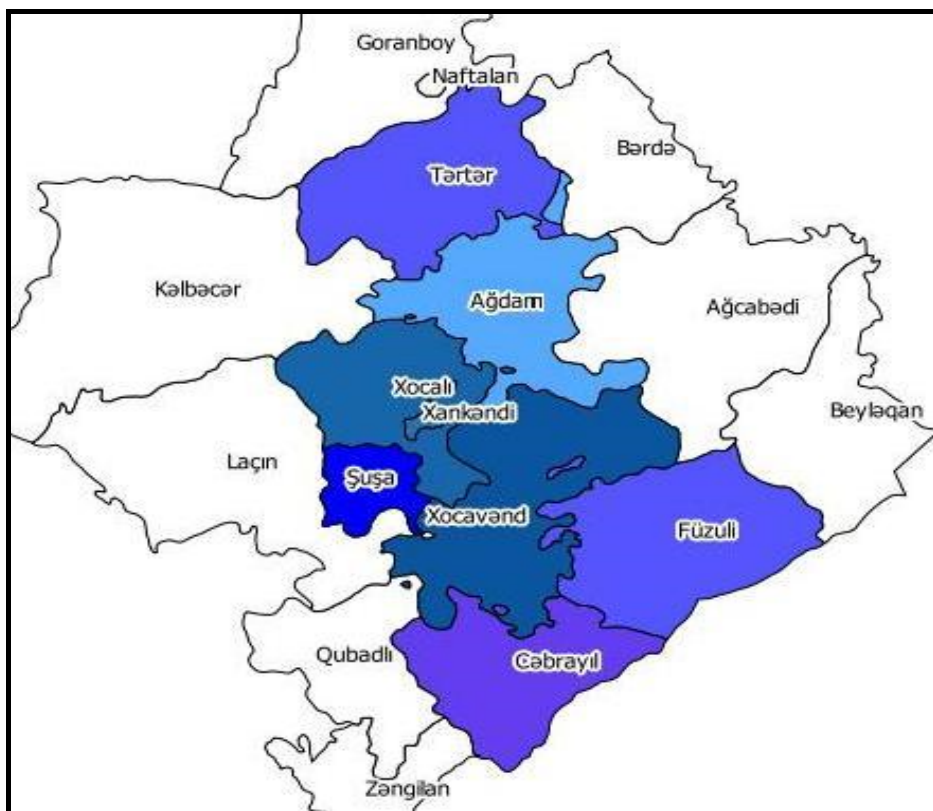 Goranboy
Naftalan
Bərdə
Tərtər
Kəlbəcər
Ağdam
Ağcabədi
Xocalı
Xankəndi
Beyləqan
Laçın
Şuşa
Xocavənd
Füzuli
Qubadlı
Cəbrayıl
Zəngilan